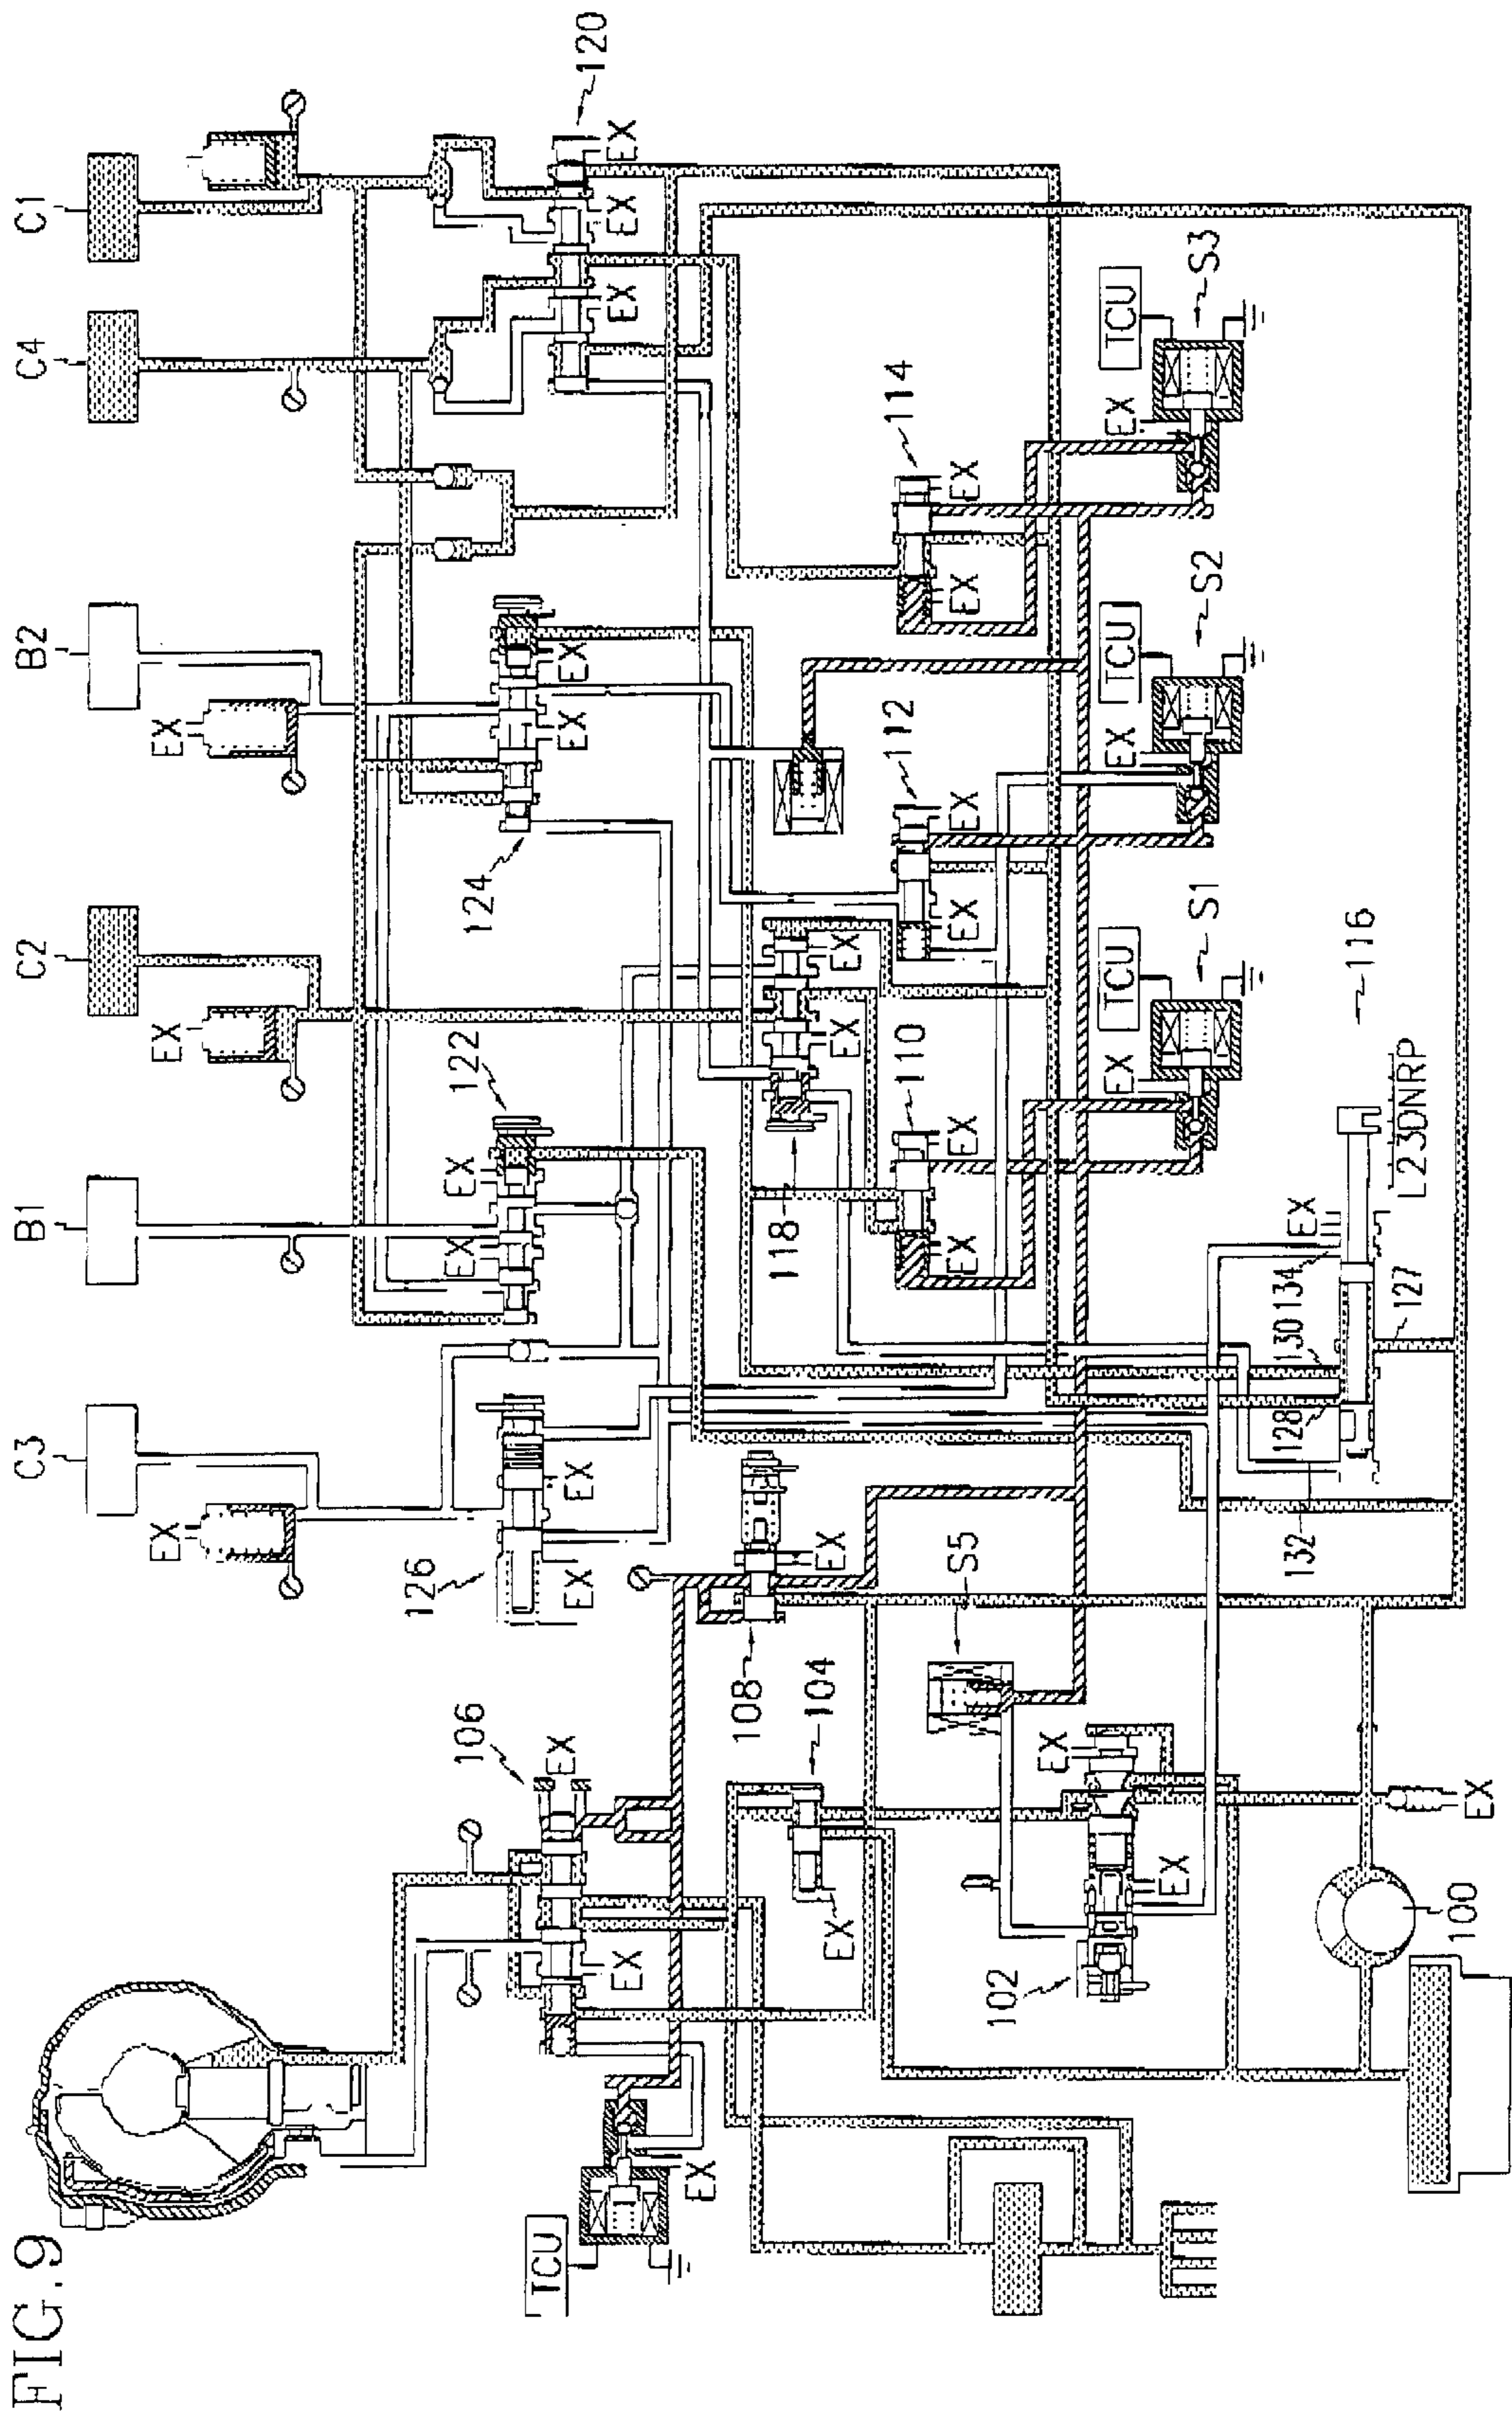 FIG.9
C3
B1
C2
B2
C4
C1
EX
EX
EX
126
122
124
120
EX
EX
EX
EX
EX
EX
EX
EX
EX
106
EX
EX
TCU
EX
108
EX
118
EX
EX
104
EX
110
112
114
EX
EX
EX
EX
EX
EX
S5
102
EX
EX
EX
EX
EX
EX
TCU
TCU
TCU
S1
S2
S3
132
128
130
134
EX
127
116
L23DNRP
100
EX